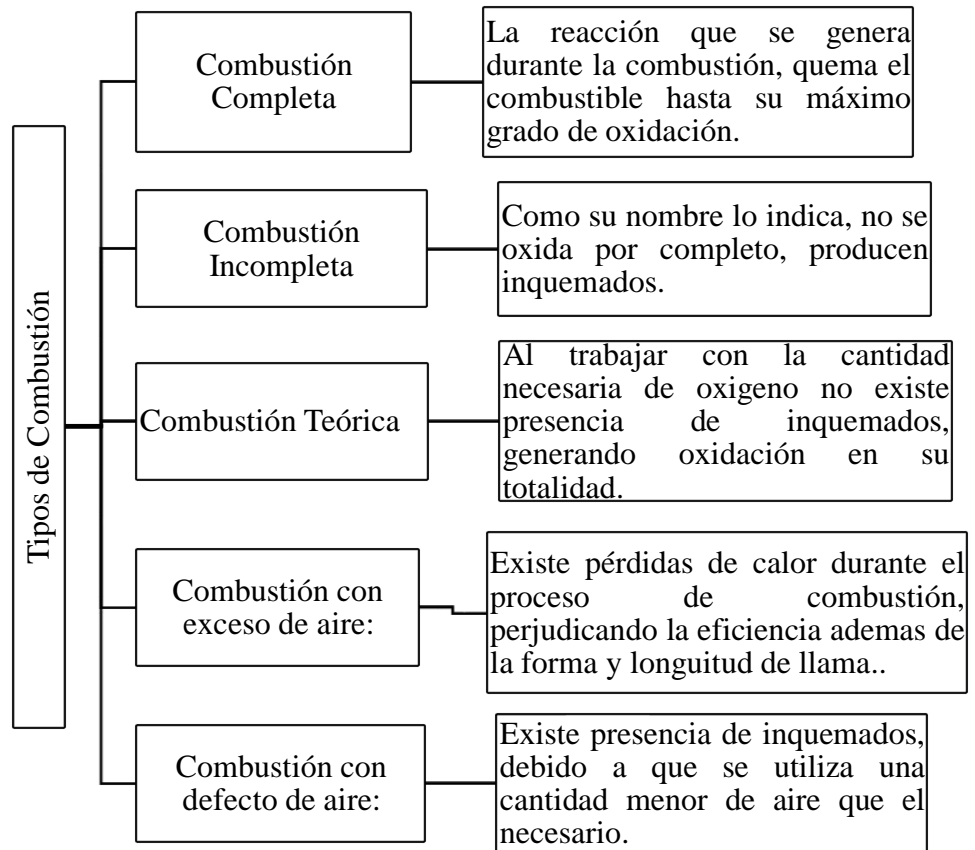 Tipos de Combustión
Combustión
Completa
La reacción que se genera
durante la combustión, quema el
combustible hasta su máximo
grado de oxidación.
Combustión
Incompleta
Como su nombre lo indica, no se
oxida por completo, producen
inquemados.
Combustión Teórica
Al trabajar con la cantidad
necesaria de oxigeno no existe
presencia de inquemados,
generando oxidación en su
totalidad.
Combustión con
exceso de aire:
Existe pérdidas de calor durante el
proceso de combustión,
perjudicando la eficiencia ademas de
la forma y longuitud de llama..
Combustión con
defecto de aire:
Existe presencia de inquemados,
debido a que se utiliza una
cantidad menor de aire que el
necesario.